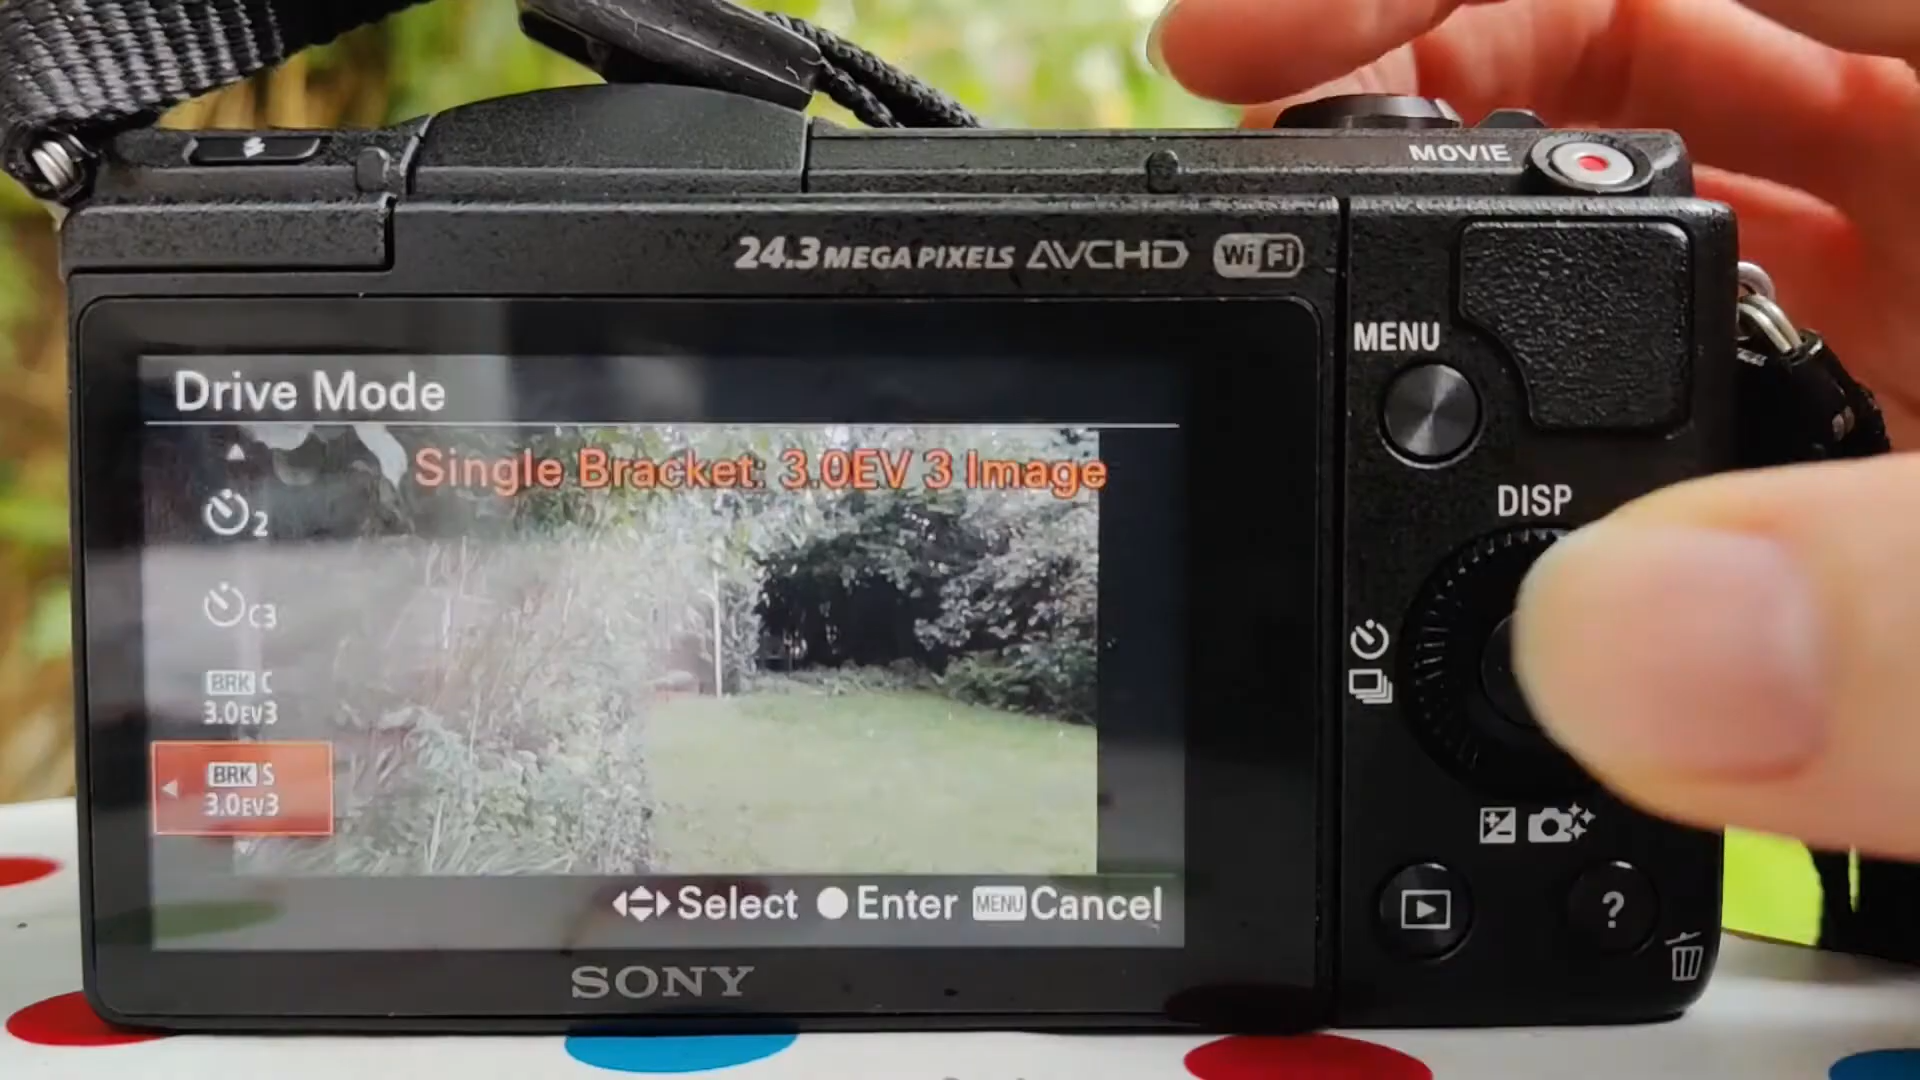 MOVIE
24.3 MEGA PIXELS AVCHD Wi Fi
MENU
Drive Mode
Single Bracket: 3.0EV 3 Image
DISP
2
C3
BRK C
3.0EV3
BRK S
3.0EV3
Select Enter MENU Cancel
?
SONY